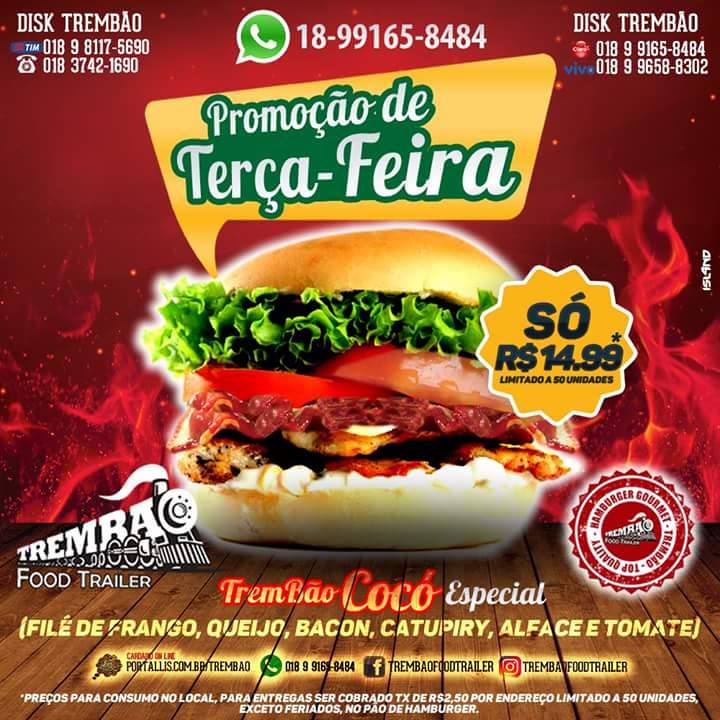 DISK TREMBÃO
TIM 018 9 8117-5690
018 3742-1690
18-99165-8484
DISK TREMBÃO
Claro 018 9 9165-8484
vivo 018 9 9658-8302
Promoção de
Terça-Feira
ISLÂND
SÓ
R$ 14.99*
LIMITADO A 50 UNIDADES
TREMBÃO
FOOD TRAILER
HAMBURGER GOURMET
TREMBÃO
FOOD TRAILER
TREMBÃO - TOP QUALITY
TremBão Cocó Especial
(FILÉ DE FRANGO, QUEIJO, BACON, CATUPIRY, ALFACE E TOMATE)
CARDÁPIO ON LINE
PORTALLIS.COM.BR/TREMBAO
018 9 9165-8484
TREMBAOFOODTRAILER
TREMBAOFOODTRAILER
*PREÇOS PARA CONSUMO NO LOCAL, PARA ENTREGAS SER COBRADO TX DE RS2,50 POR ENDEREÇO LIMITADO A 50 UNIDADES,
EXCETO FERIADOS, NO PÃO DE HAMBURGER.